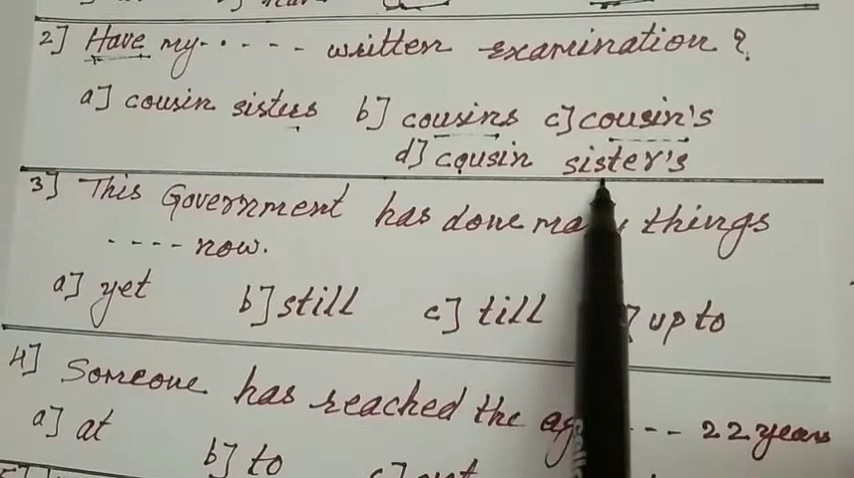 2] Have my ..--- written examination?
a] cousin sisters b] cousins c] cousin's
d] cousin sister's
3] This Government has done many things
----- now.
a] yet b] still c] till up to
4] Someone has reached the --- 22 years
a] at
b] to